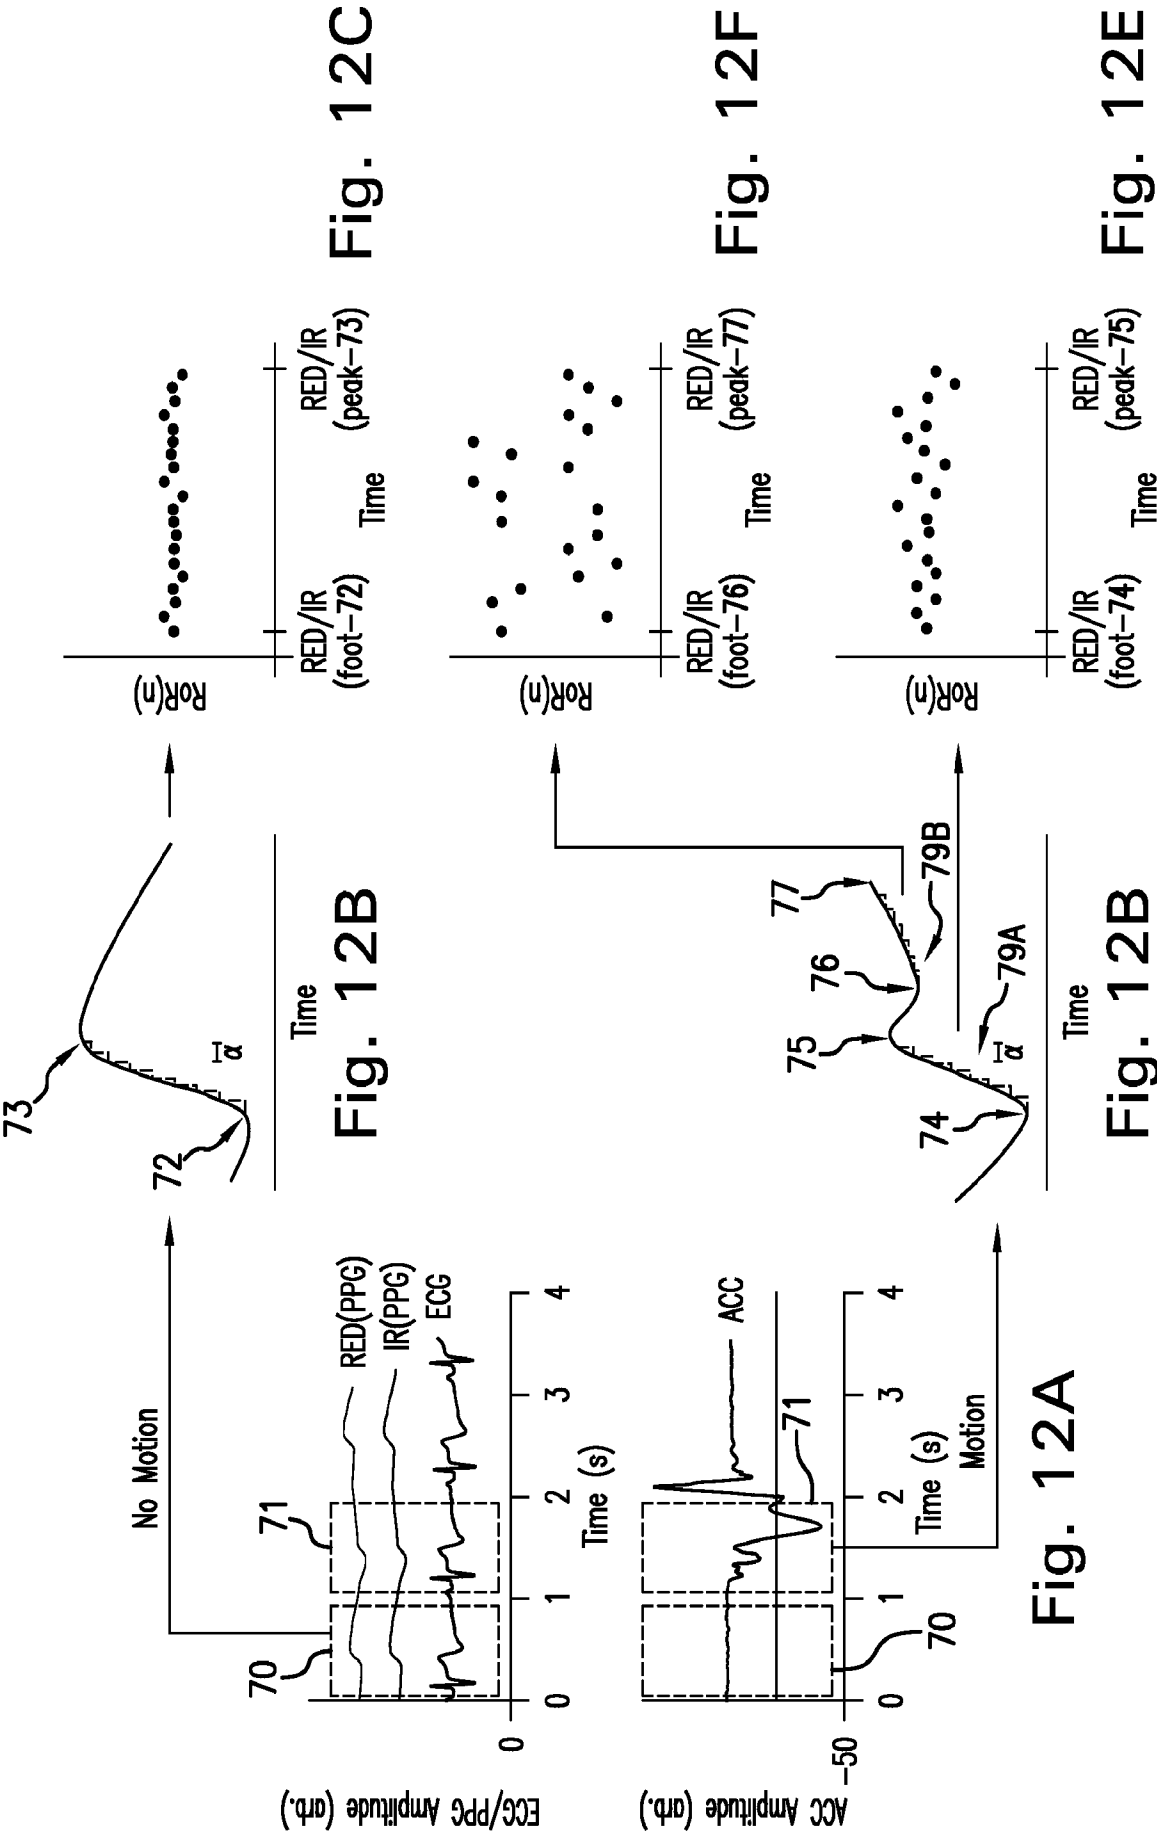 ECG/PPG Amplitude (arb.)
0
70
71
No Motion
RED(PPG)
IR(PPG)
ECG
0
1
2
3
4
Time (s)
ACC Amplitude (arb.)
-50
70
71
ACC
0
1
2
3
4
Time (s)
Motion
Fig. 12A
72
73
α
Time
Fig. 12B
74
75
76
77
79B
79A
α
Time
Fig. 12B
RoR(n)
RED/IR
(foot-72)
RED/IR
(peak-73)
Time
Fig. 12C
RoR(n)
RED/IR
(foot-76)
RED/IR
(peak-77)
Time
Fig. 12F
RoR(n)
RED/IR
(foot-74)
RED/IR
(peak-75)
Time
Fig. 12E